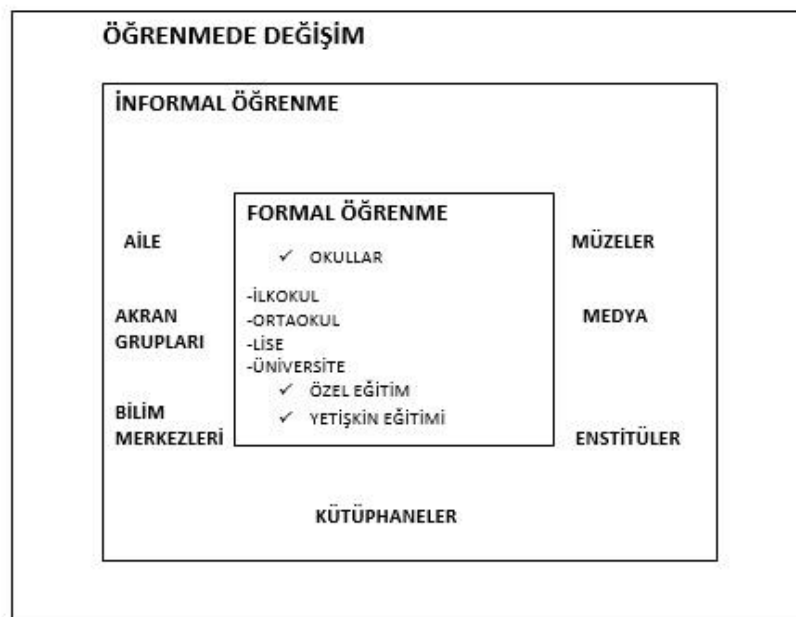 ÖĞRENMEDE DEĞİŞİM
İNFORMAL ÖĞRENME
FORMAL ÖĞRENME
✓ OKULLAR
-İLKOKUL
-ORTAOKUL
-LİSE
-ÜNİVERSİTE
✓ ÖZEL EĞİTİM
✓ YETİŞKİN EĞİTİMİ
AİLE
AKRAN
GRUPLARI
BİLİM
MERKEZLERİ
MÜZELER
MEDYA
ENSTİTÜLER
KÜTÜPHANELER